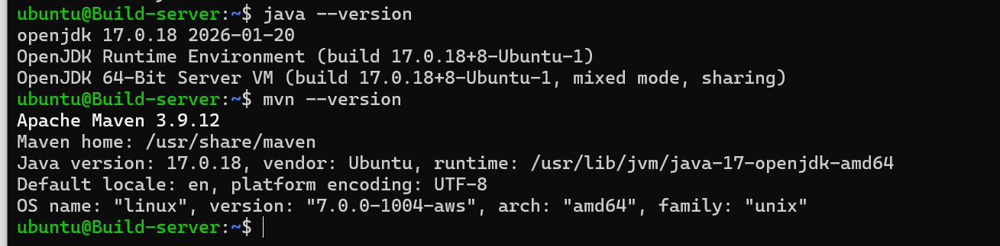 ubuntu@Build-server:~$ java --version
openjdk 17.0.18 2026-01-20
OpenJDK Runtime Environment (build 17.0.18+8-Ubuntu-1)
OpenJDK 64-Bit Server VM (build 17.0.18+8-Ubuntu-1, mixed mode, sharing)
ubuntu@Build-server:~$ mvn --version
Apache Maven 3.9.12
Maven home: /usr/share/maven
Java version: 17.0.18, vendor: Ubuntu, runtime: /usr/lib/jvm/java-17-openjdk-amd64
Default locale: en, platform encoding: UTF-8
OS name: "linux", version: "7.0.0-1004-aws", arch: "amd64", family: "unix"
ubuntu@Build-server:~$